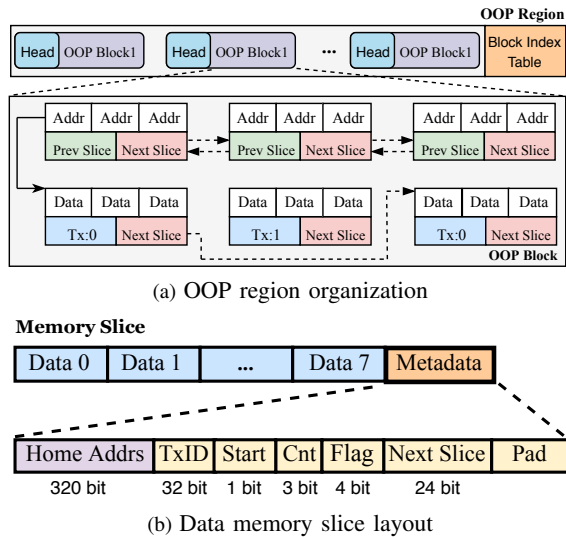 OOP Region
Head OOP Block1 Head OOP Block1 ... Head OOP Block1 Block Index Table
Addr Addr Addr Addr Addr Addr Addr Addr Addr
Prev Slice Next Slice Prev Slice Next Slice Prev Slice Next Slice
Data Data Data Data Data Data Data Data Data
Tx:0 Next Slice Tx:1 Next Slice Tx:0 Next Slice
OOP Block
(a) OOP region organization
Memory Slice
Data 0 Data 1 ... Data 7 Metadata
Home Addrs TxID Start Cnt Flag Next Slice Pad
320 bit 32 bit 1 bit 3 bit 4 bit 24 bit
(b) Data memory slice layout